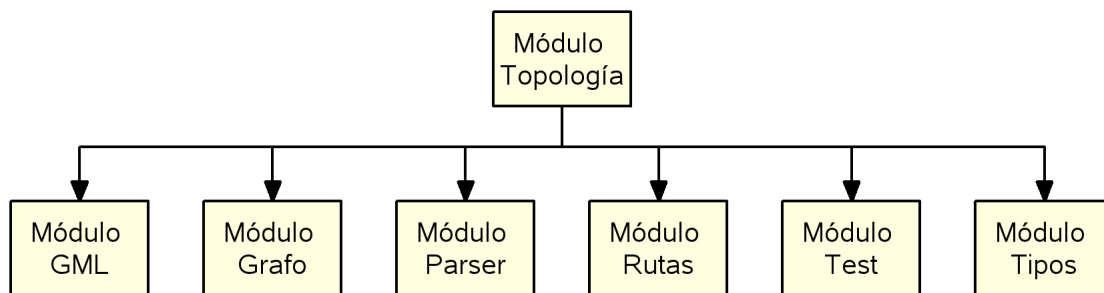 Módulo
Topología
Módulo
GML
Módulo
Grafo
Módulo
Parser
Módulo
Rutas
Módulo
Test
Módulo
Tipos